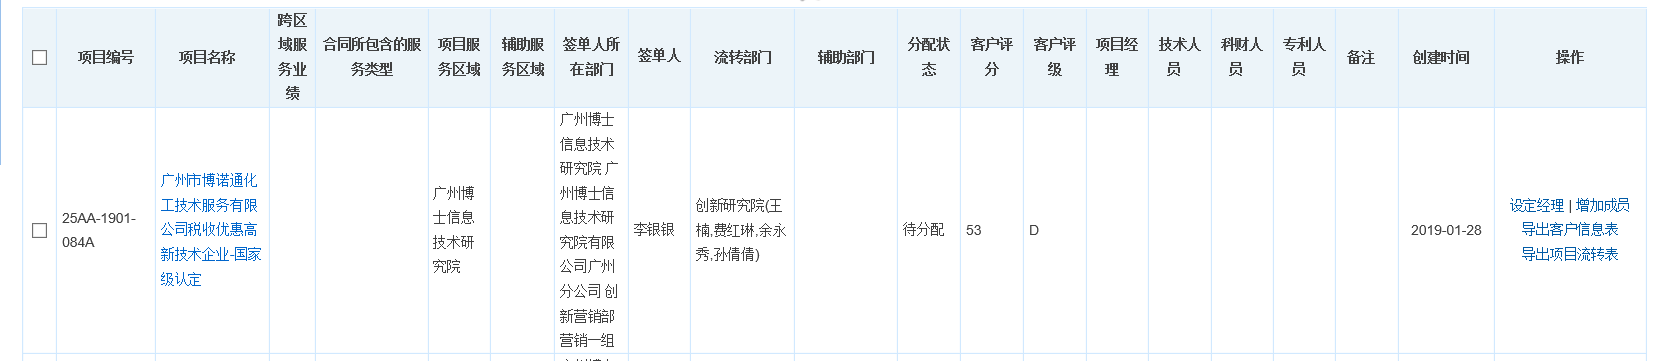 跨区
域服
务业
绩
项目编号
项目名称
合同所包含的服
务类型
项目服
务区域
辅助服
务区域
签单人所
在部门
签单人
流转部门
辅助部门
分配状
态
客户评
分
客户评
级
项目经
理
技术人
员
科财人
员
专利人
员
备注
创建时间
操作
25AA-1901-
084A
广州市博诺通化
工技术服务有限
公司税收优惠高
新技术企业-国家
级认定
广州博
士信息
技术研
究院
广州博士
信息技术
研究院 广
州博士信
息技术研
究院有限
公司广州
分公司 创
新营销部
营销一组
李银银
创新研究院(王
楠,费红琳,余永
秀,孙倩倩)
待分配
53
D
2019-01-28
设定经理 | 增加成员
导出客户信息表
导出项目流转表